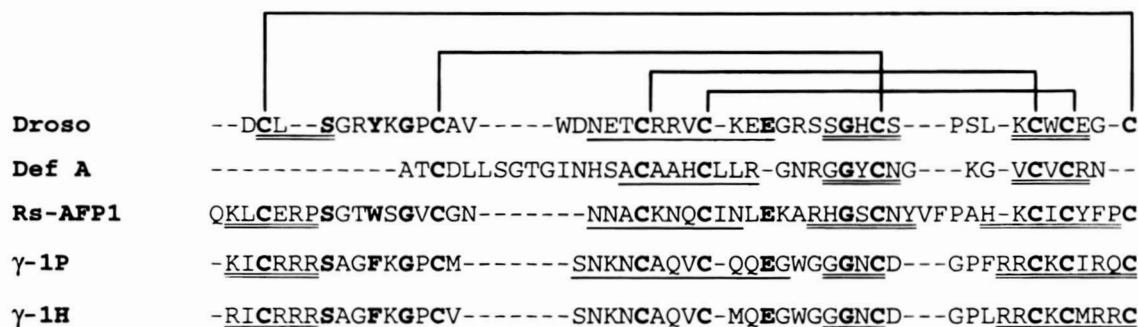 Droso --DCL--SGRYKGPCAV-----WDNETCRRVC-KEEGRSSGHCS---PSL-KCWCEG-C
Def A ------------ATCDLLSGTGINHSACAAHCLLR-GNRGGYCNG---KG-VCVCRN--
Rs-AFP1 QKLCERPSGTWSGVCGN-------NNACKNQCINLEKARHGSCNYVFPAH-KCICYFPC
γ-1P -KICRRRSAGFKGPCM-------SNKNCAQVC-QQEGWGGGNCD---GPFRRCKCIRQC
γ-1H -RICRRRSAGFKGPCV-------SNKNCAQVC-MQEGWGGGNCD---GPLRRCKCMRRC